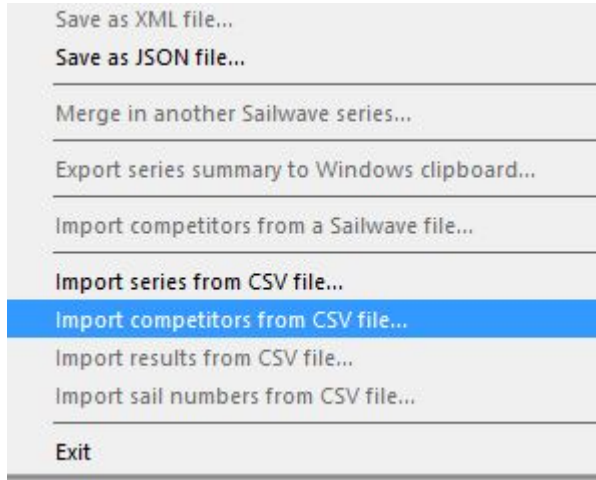 Save as XML file...
Save as JSON file...
Merge in another Sailwave series...
Export series summary to Windows clipboard...
Import competitors from a Sailwave file...
Import series from CSV file...
Import competitors from CSV file...
Import results from CSV file...
Import sail numbers from CSV file...
Exit